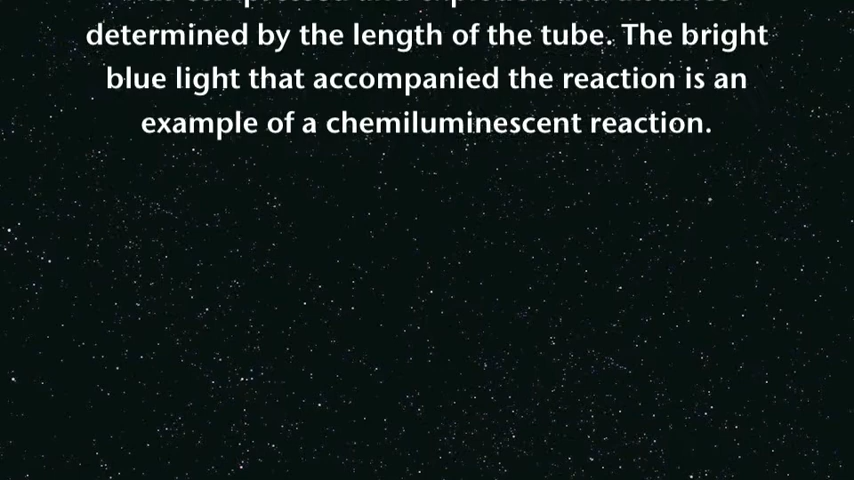 determined by the length of the tube. The bright
blue light that accompanied the reaction is an
example of a chemiluminescent reaction.